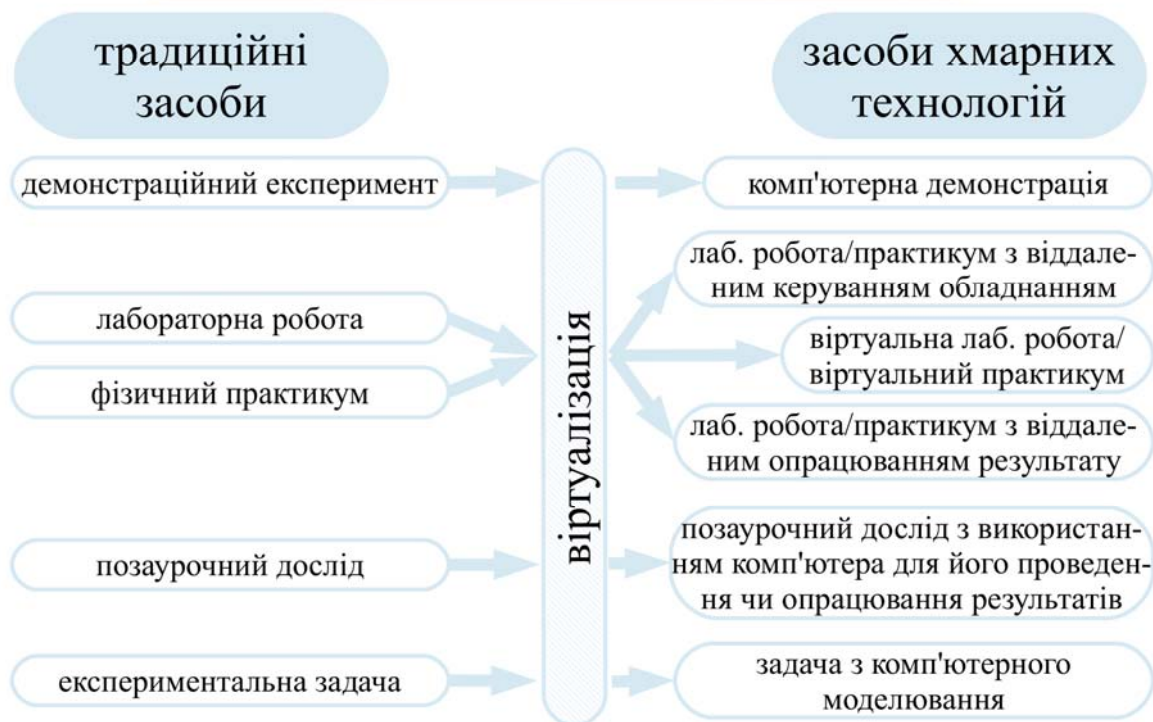 традиційні
засоби
засоби хмарних
технологій
демонстраційний експеримент
лабораторна робота
фізичний практикум
позаурочний дослід
експериментальна задача
віртуалізація
комп'ютерна демонстрація
лаб. робота/практикум з віддале-
ним керуванням обладнанням
віртуальна лаб. робота/
віртуальний практикум
лаб. робота/практикум з віддале-
ним опрацюванням результату
позаурочний дослід з використан-
ням комп'ютера для його проведен-
ня чи опрацювання результатів
задача з комп'ютерного
моделювання